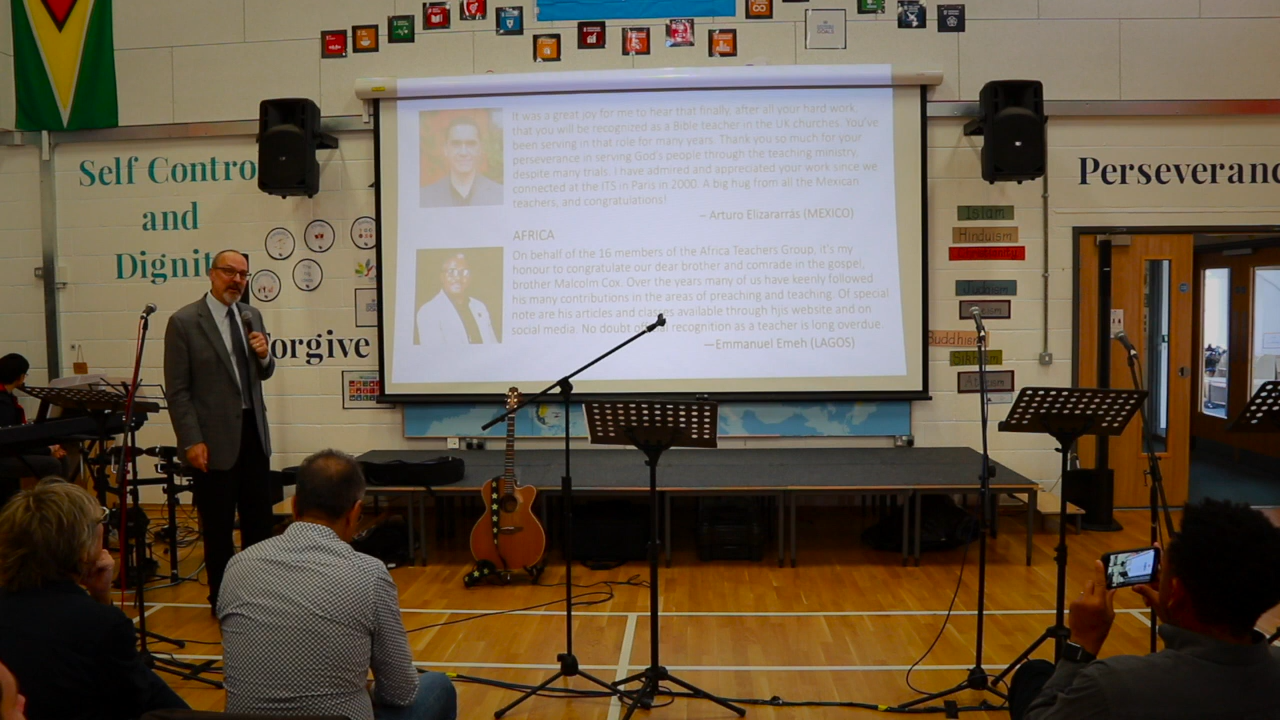 Self Contro
and
Dignit
Forgive
It was a great joy for me to hear that finally, after all your hard work,
that you will be recognized as a Bible teacher in the UK churches. You've
been serving in that role for many years. Thank you so much for your
perseverance in serving God's people through the teaching ministry,
despite many trials. I have admired and appreciated your work since we
connected at the ITS in Paris in 2000. A big hug from all the Mexican
teachers, and congratulations!
– Arturo Elizararrás (MEXICO)
AFRICA
On behalf of the 16 members of the Africa Teachers Group, it's my
honour to congratulate our dear brother and comrade in the gospel,
brother Malcolm Cox. Over the years many of us have keenly followed
his many contributions in the areas of preaching and teaching. Of special
note are his articles and classes available through hjis website and on
social media. No doubt recognition as a teacher is long overdue.
—Emmanuel Emeh (LAGOS)
Perseveranc
Islam
Hinduism
Christianity
Judaism
Buddhism
Sikhism